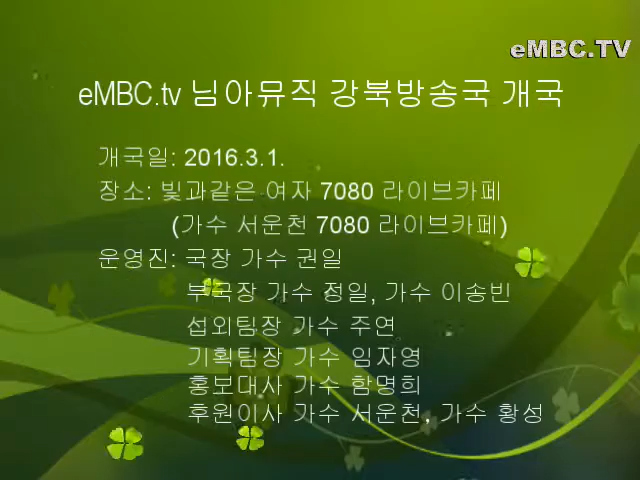 eMBC.TV
eMBC.tv 님아뮤직 강북방송국 개국
개국일: 2016.3.1.
장소: 빛과같은 여자 7080 라이브카페
(가수 서운천 7080 라이브카페)
운영진: 국장 가수 권일
부국장 가수 정일, 가수 이송빈
섭외팀장 가수 주연
기획팀장 가수 임자영
홍보대사 가수 함명희
후원이사 가수 서운천, 가수 황성